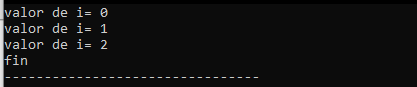 valor de i= 0
valor de i= 1
valor de i= 2
fin
--------------------------------